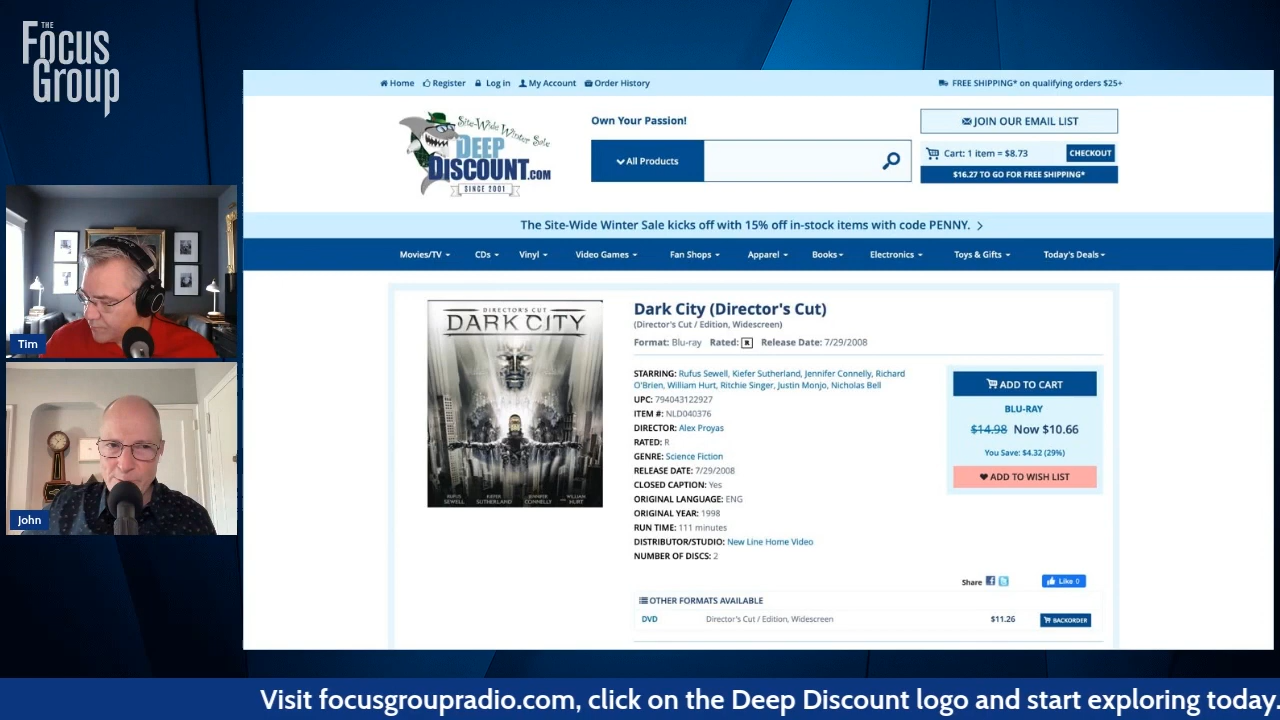 THE
FOCUS
Group
Home Register Log in My Account Order History
FREE SHIPPING* on qualifying orders $25+
Site-Wide Winter Sale
DEEP
DISCOUNT.COM
SINCE 2001
Own Your Passion!
All Products
JOIN OUR EMAIL LIST
Cart: 1 item = $8.73 CHECKOUT
$16.27 TO GO FOR FREE SHIPPING*
The Site-Wide Winter Sale kicks off with 15% off in-stock items with code PENNY. >
Movies/TV CDs Vinyl Video Games Fan Shops Apparel Books Electronics Toys & Gifts Today's Deals
DIRECTOR'S CUT
DARK CITY
RUFUS SEWELL KIEFER SUTHERLAND JENNIFER CONNELLY AND WILLIAM HURT
Dark City (Director's Cut)
(Director's Cut / Edition, Widescreen)
Format: Blu-ray Rated: R Release Date: 7/29/2008
STARRING: Rufus Sewell, Kiefer Sutherland, Jennifer Connelly, Richard
O'Brien, William Hurt, Ritchie Singer, Justin Monjo, Nicholas Bell
UPC: 794043122927
ITEM #: NLD040376
DIRECTOR: Alex Proyas
RATED: R
GENRE: Science Fiction
RELEASE DATE: 7/29/2008
CLOSED CAPTION: Yes
ORIGINAL LANGUAGE: ENG
ORIGINAL YEAR: 1998
RUN TIME: 111 minutes
DISTRIBUTOR/STUDIO: New Line Home Video
NUMBER OF DISCS: 2
ADD TO CART
BLU-RAY
$14.98 Now $10.66
You Save: $4.32 (29%)
ADD TO WISH LIST
Share Like 0
OTHER FORMATS AVAILABLE
DVD Director's Cut / Edition, Widescreen $11.26 BACKORDER
Tim
John
Visit focusgroupradio.com, click on the Deep Discount logo and start exploring today.